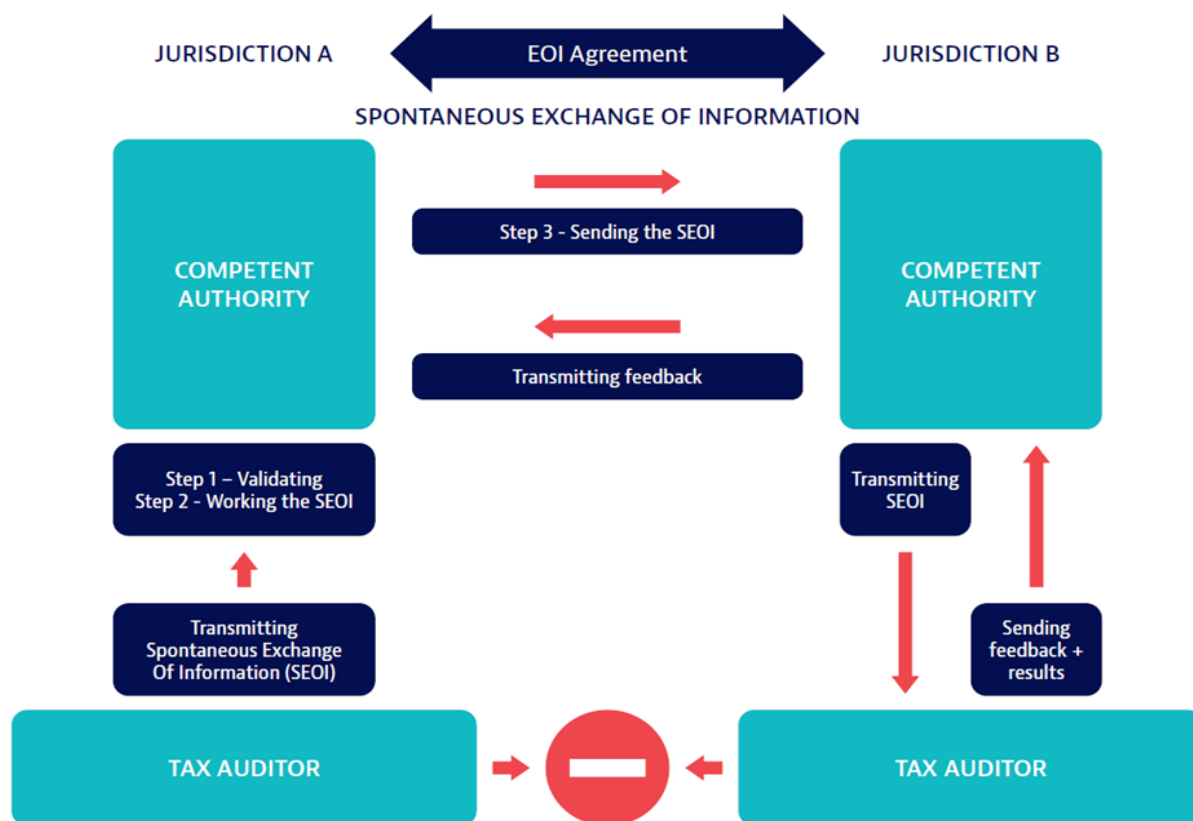 JURISDICTION A
EOI Agreement
JURISDICTION B
SPONTANEOUS EXCHANGE OF INFORMATION
COMPETENT
AUTHORITY
Step 3 - Sending the SEOI
Transmitting feedback
COMPETENT
AUTHORITY
Step 1 – Validating
Step 2 - Working the SEOI
Transmitting
SEOI
Transmitting
Spontaneous Exchange
Of Information (SEOI)
Sending
feedback +
results
TAX AUDITOR
TAX AUDITOR